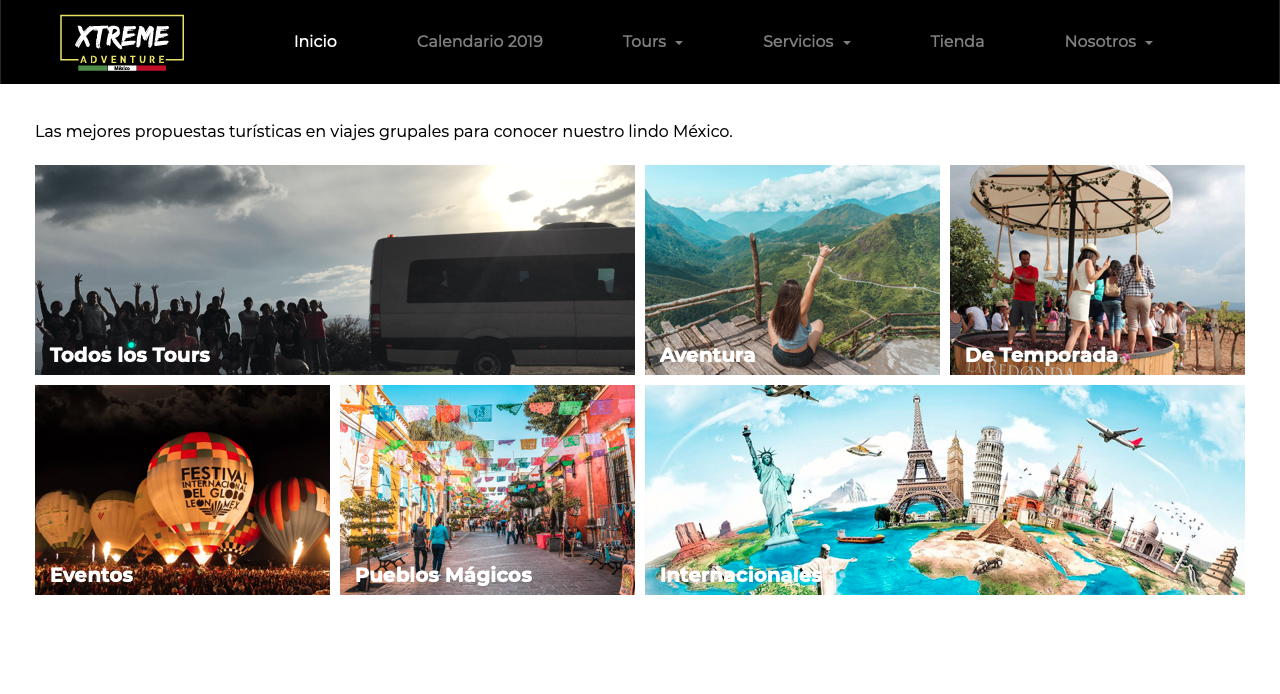 XTREME
ADVENTURE
México
Inicio
Calendario 2019
Tours
Servicios
Tienda
Nosotros
Las mejores propuestas turísticas en viajes grupales para conocer nuestro lindo México.
Todos los Tours
Aventura
LA REDONDA
De Temporada
FESTIVAL
INTERNACIONAL
DEL GLOBO
LEÓN MEX
Eventos
Pueblos Mágicos
Internacionales